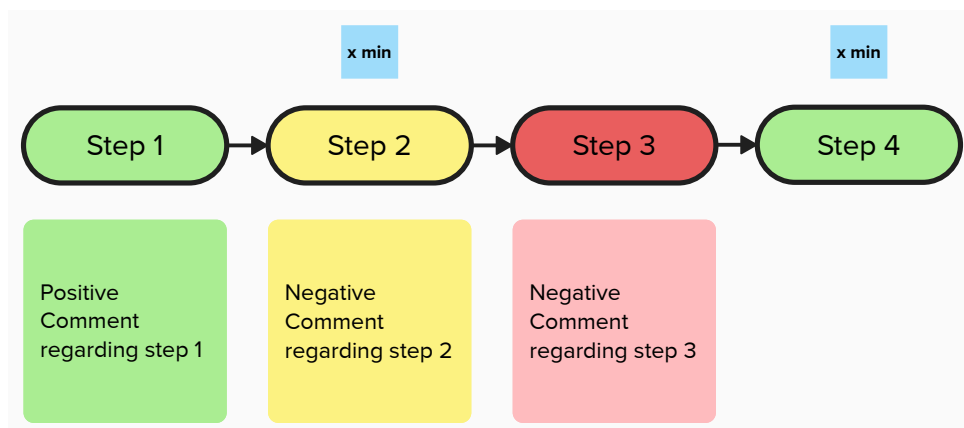 x min
x min
Step 1
Step 2
Step 3
Step 4
Positive
Comment
regarding step 1
Negative
Comment
regarding step 2
Negative
Comment
regarding step 3